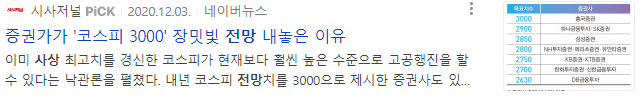 시사저널 PiCK · 2020.12.03. · 네이버뉴스
증권가가 '코스피 3000' 장밋빛 전망 내놓은 이유
이미 사상 최고치를 경신한 코스피가 현재보다 훨씬 높은 수준으로 고공행진을 할
수 있다는 낙관론을 펼쳤다. 내년 코스피 전망치를 3000으로 제시한 증권사도 있...
목표지수 증권사
3000 흥국증권
2900 하나금융투자·SK증권
2850 삼성증권
2800 NH투자증권·메리츠증권·유안타증권
2750 KB증권·KTB증권
2700 한화투자증권·신한금융투자
2630 DB금융투자